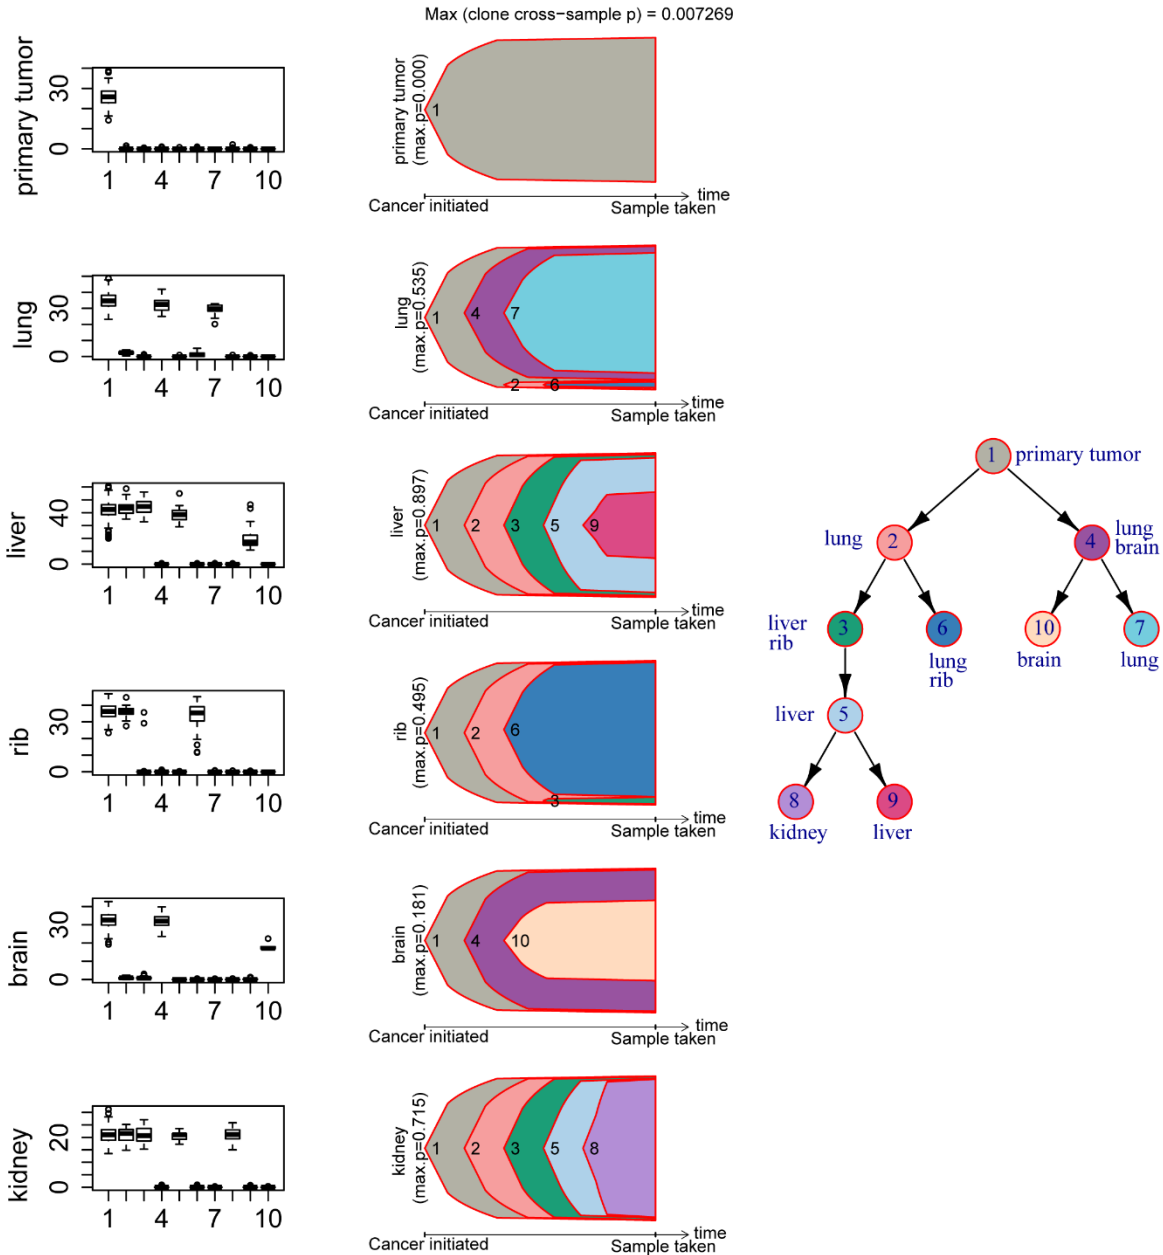 Max (clone cross−sample p) = 0.007269
primary tumor
30
0
1 4 7 10
primary tumor
(max.p=0.000)
1
time
Cancer initiated
Sample taken
lung
30
0
1 4 7 10
lung
(max.p=0.535)
1
4
7
2
6
time
Cancer initiated
Sample taken
liver
40
0
1 4 7 10
liver
(max.p=0.897)
1
2
3
5
9
time
Cancer initiated
Sample taken
rib
30
0
1 4 7 10
rib
(max.p=0.495)
1
2
6
3
time
Cancer initiated
Sample taken
brain
30
0
1 4 7 10
brain
(max.p=0.181)
1
4
10
time
Cancer initiated
Sample taken
kidney
20
0
1 4 7 10
kidney
(max.p=0.715)
1
2
3
5
8
time
Cancer initiated
Sample taken
1 primary tumor
lung 2
4 lung
brain
liver
rib
3
6
lung
rib
10
brain
7
lung
liver 5
8
kidney
9
liver